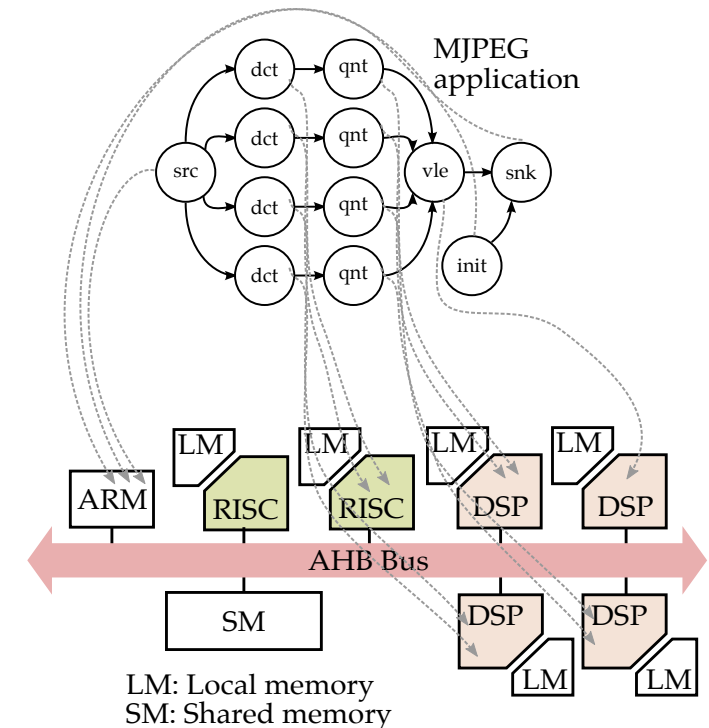 MJPEG
application
dct
qnt
dct
qnt
src
vle
snk
dct
qnt
init
dct
qnt
LM
LM
LM
LM
ARM
RISC
RISC
DSP
DSP
AHB Bus
SM
DSP
DSP
LM
LM
LM: Local memory
SM: Shared memory